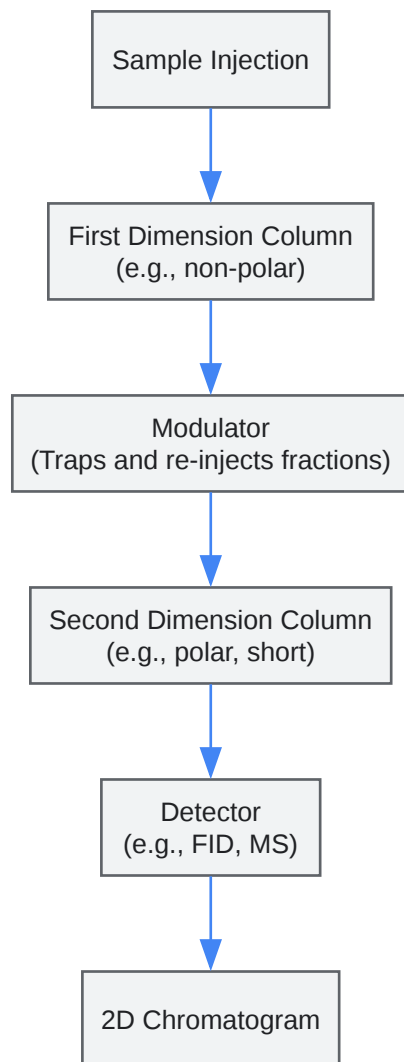 Sample Injection
First Dimension Column
(e.g., non-polar)
Modulator
(Traps and re-injects fractions)
Second Dimension Column
(e.g., polar, short)
Detector
(e.g., FID, MS)
2D Chromatogram